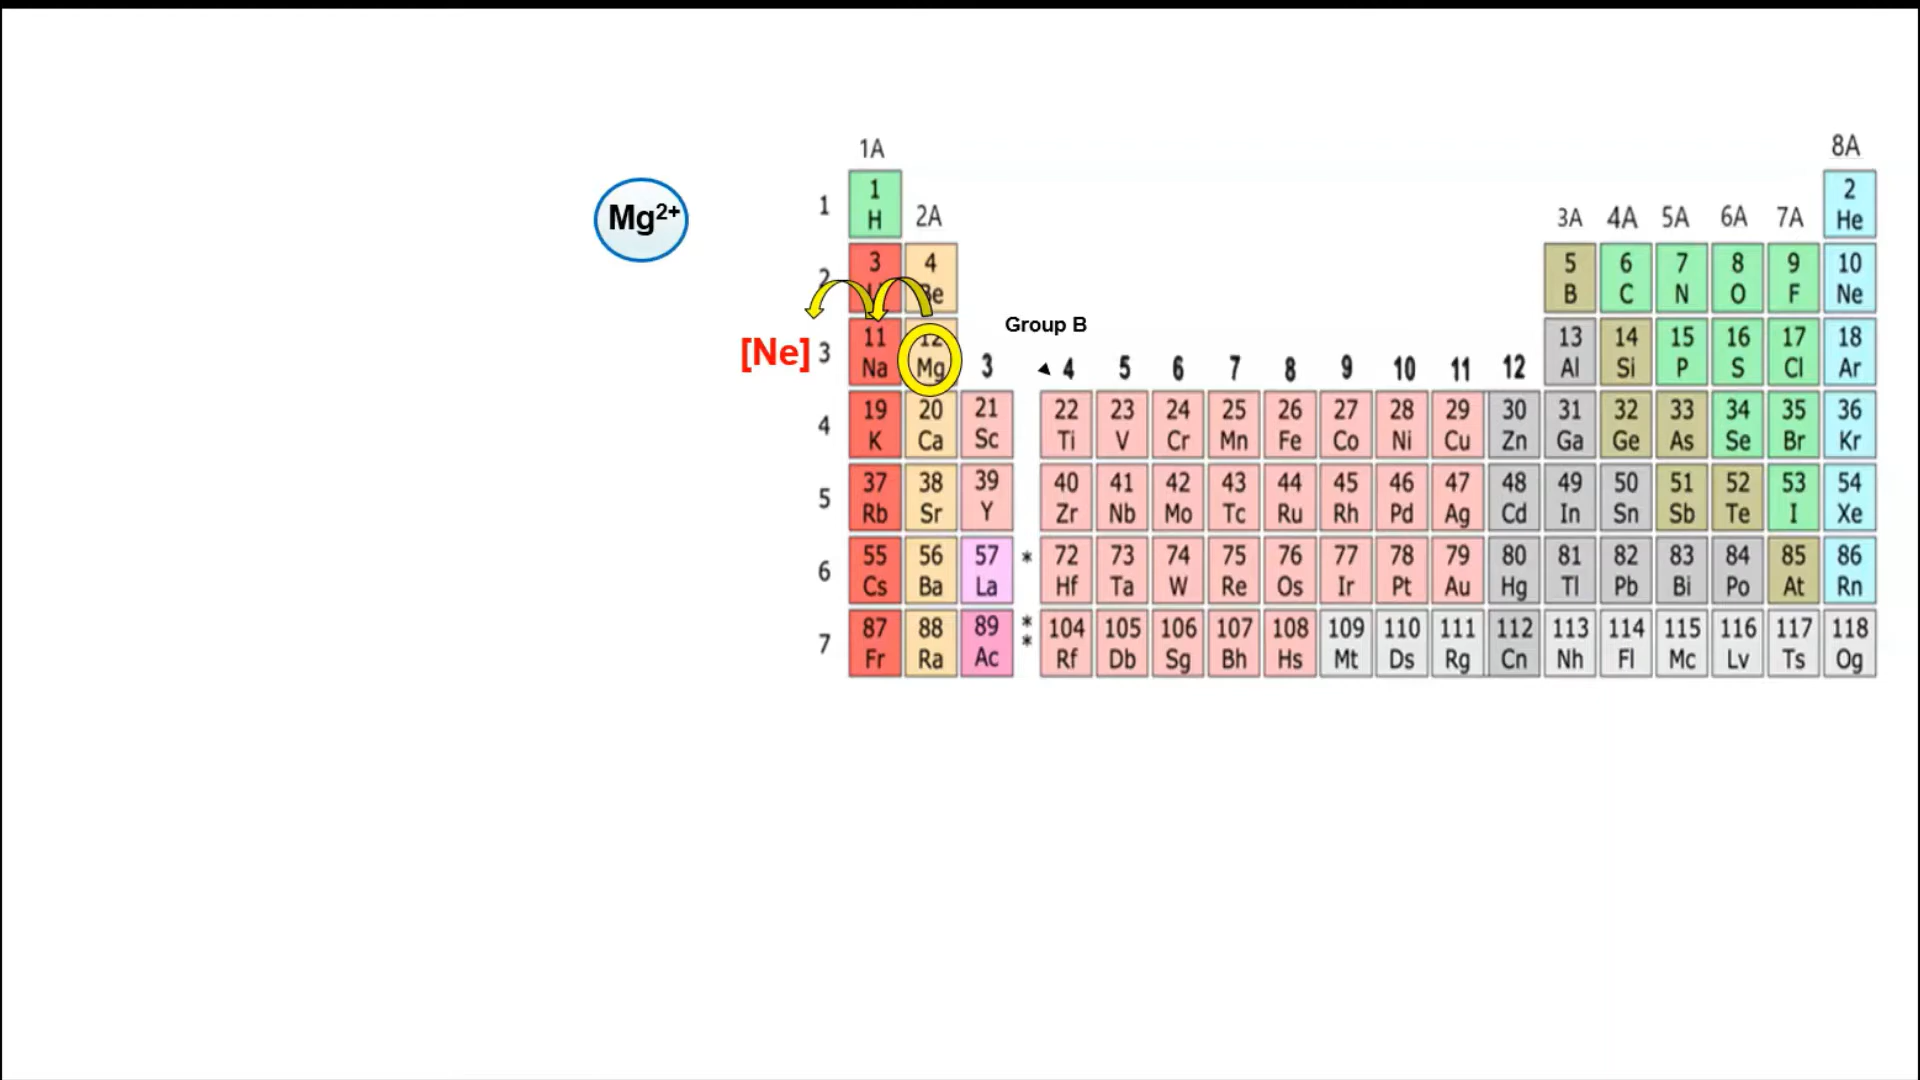 1A
8A
Mg²⁺
1
1
H
2A
3A
4A
5A
6A
7A
2
He
2
3
4
Be
5
B
6
C
7
N
8
O
9
F
10
Ne
Group B
[Ne]
3
11
Na
12
Mg
3
4
5
6
7
8
9
10
11
12
13
Al
14
Si
15
P
16
S
17
Cl
18
Ar
4
19
K
20
Ca
21
Sc
22
Ti
23
V
24
Cr
25
Mn
26
Fe
27
Co
28
Ni
29
Cu
30
Zn
31
Ga
32
Ge
33
As
34
Se
35
Br
36
Kr
5
37
Rb
38
Sr
39
Y
40
Zr
41
Nb
42
Mo
43
Tc
44
Ru
45
Rh
46
Pd
47
Ag
48
Cd
49
In
50
Sn
51
Sb
52
Te
53
I
54
Xe
6
55
Cs
56
Ba
57
La
*
72
Hf
73
Ta
74
W
75
Re
76
Os
77
Ir
78
Pt
79
Au
80
Hg
81
Tl
82
Pb
83
Bi
84
Po
85
At
86
Rn
7
87
Fr
88
Ra
89
Ac
*
*
104
Rf
105
Db
106
Sg
107
Bh
108
Hs
109
Mt
110
Ds
111
Rg
112
Cn
113
Nh
114
Fl
115
Mc
116
Lv
117
Ts
118
Og